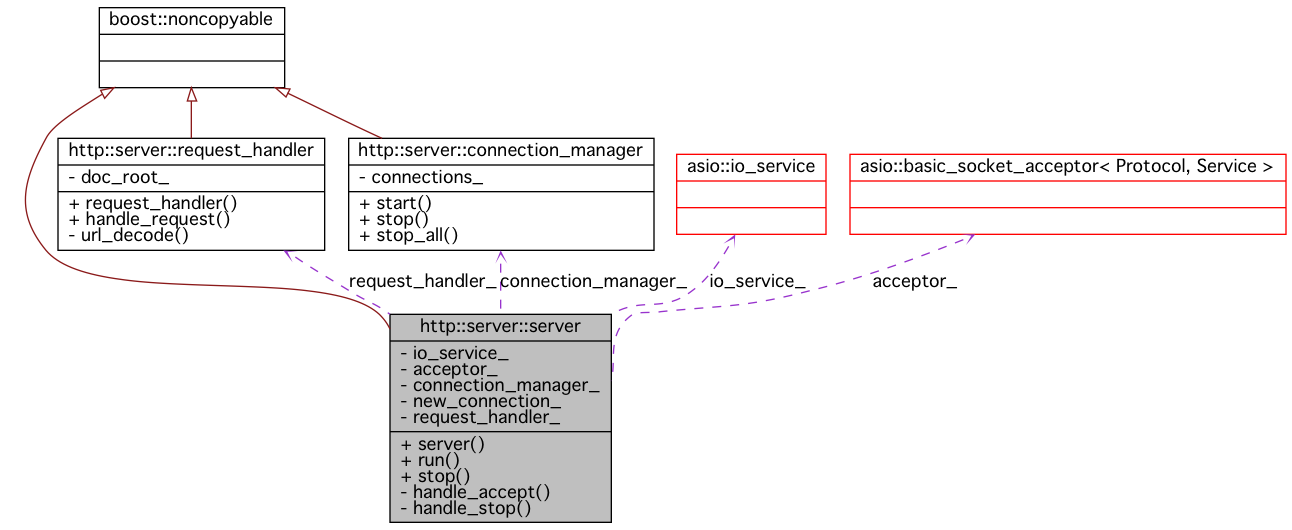 boost::noncopyable
http::server::request_handler
- doc_root_
+ request_handler()
+ handle_request()
- url_decode()
http::server::connection_manager
- connections_
+ start()
+ stop()
+ stop_all()
asio::io_service
asio::basic_socket_acceptor< Protocol, Service >
request_handler_
connection_manager_
io_service_
acceptor_
http::server::server
- io_service_
- acceptor_
- connection_manager_
- new_connection_
- request_handler_
+ server()
+ run()
+ stop()
- handle_accept()
- handle_stop()